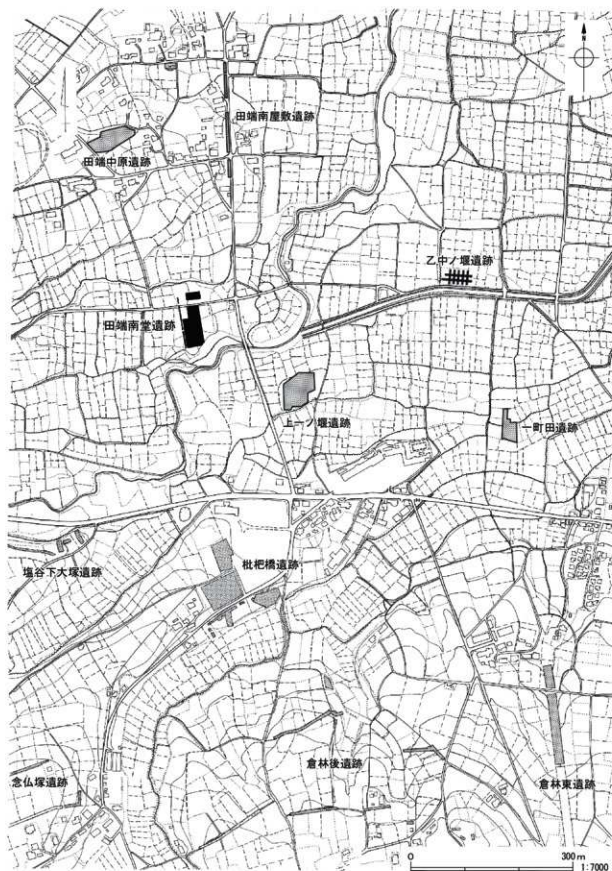 N
田端南屋敷遺跡
田端中原遺跡
乙中ノ堰遺跡
田端南堂遺跡
上一ノ堰遺跡
一町田遺跡
塩谷下大塚遺跡
枇杷橋遺跡
念仏塚遺跡
倉林後遺跡
倉林東遺跡
0 300m
1:7000